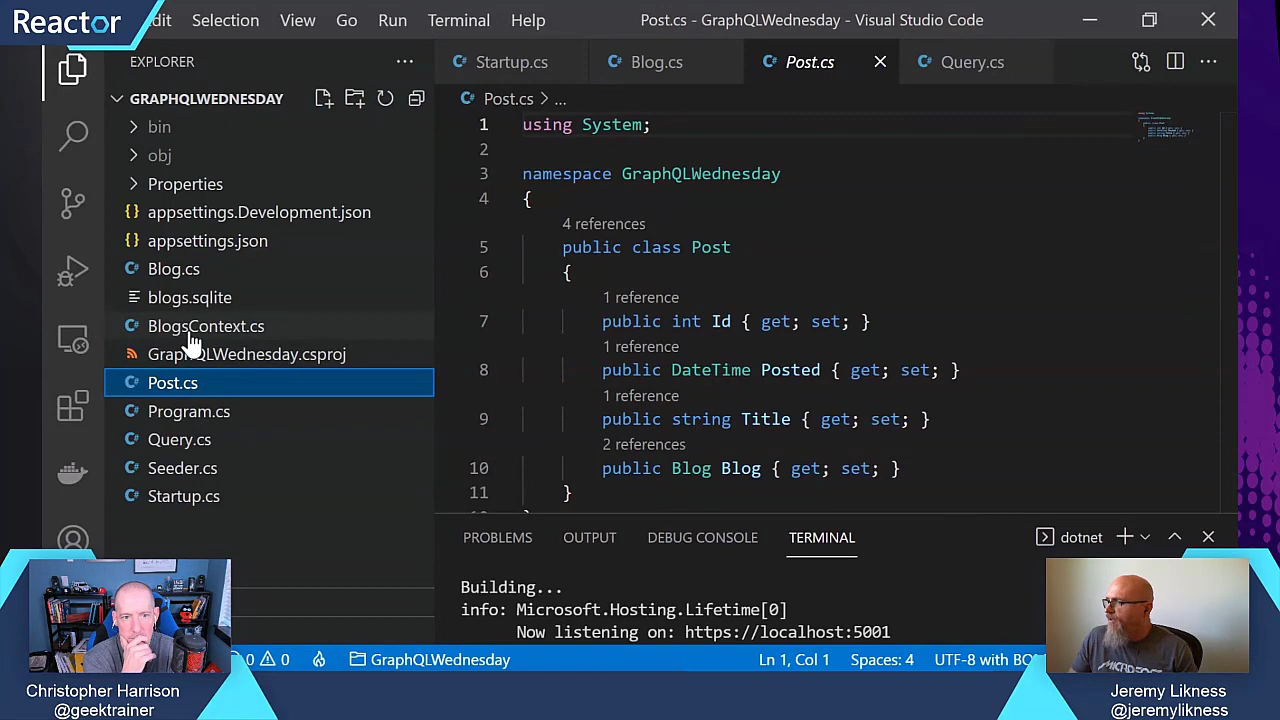 Reactor
Edit Selection View Go Run Terminal Help Post.cs - GraphQLWednesday - Visual Studio Code
EXPLORER
Startup.cs Blog.cs Post.cs Query.cs
GRAPHQLWEDNESDAY
Post.cs > ...
bin
obj
Properties
appsettings.Development.json
appsettings.json
Blog.cs
blogs.sqlite
BlogsContext.cs
GraphQLWednesday.csproj
Post.cs
Program.cs
Query.cs
Seeder.cs
Startup.cs
1 using System;
2
3 namespace GraphQLWednesday
4 {
4 references
5 public class Post
6 {
1 reference
7 public int Id { get; set; }
1 reference
8 public DateTime Posted { get; set; }
1 reference
9 public string Title { get; set; }
2 references
10 public Blog Blog { get; set; }
11 }
PROBLEMS OUTPUT DEBUG CONSOLE TERMINAL dotnet
Building...
info: Microsoft.Hosting.Lifetime[0]
Now listening on: https://localhost:5001
0 0 GraphQLWednesday Ln 1, Col 1 Spaces: 4 UTF-8 with BO
Christopher Harrison
@geektrainer
Jeremy Likness
@jeremylikness